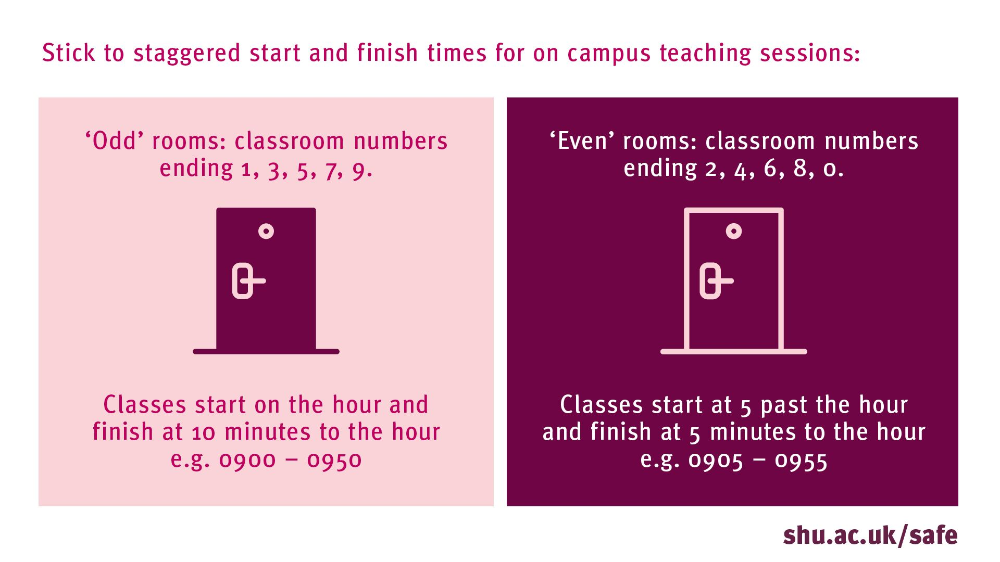 Stick to staggered start and finish times for on campus teaching sessions:
‘Odd’ rooms: classroom numbers
ending 1, 3, 5, 7, 9.
Classes start on the hour and
finish at 10 minutes to the hour
e.g. 0900 – 0950
‘Even’ rooms: classroom numbers
ending 2, 4, 6, 8, 0.
Classes start at 5 past the hour
and finish at 5 minutes to the hour
e.g. 0905 – 0955
shu.ac.uk/safe